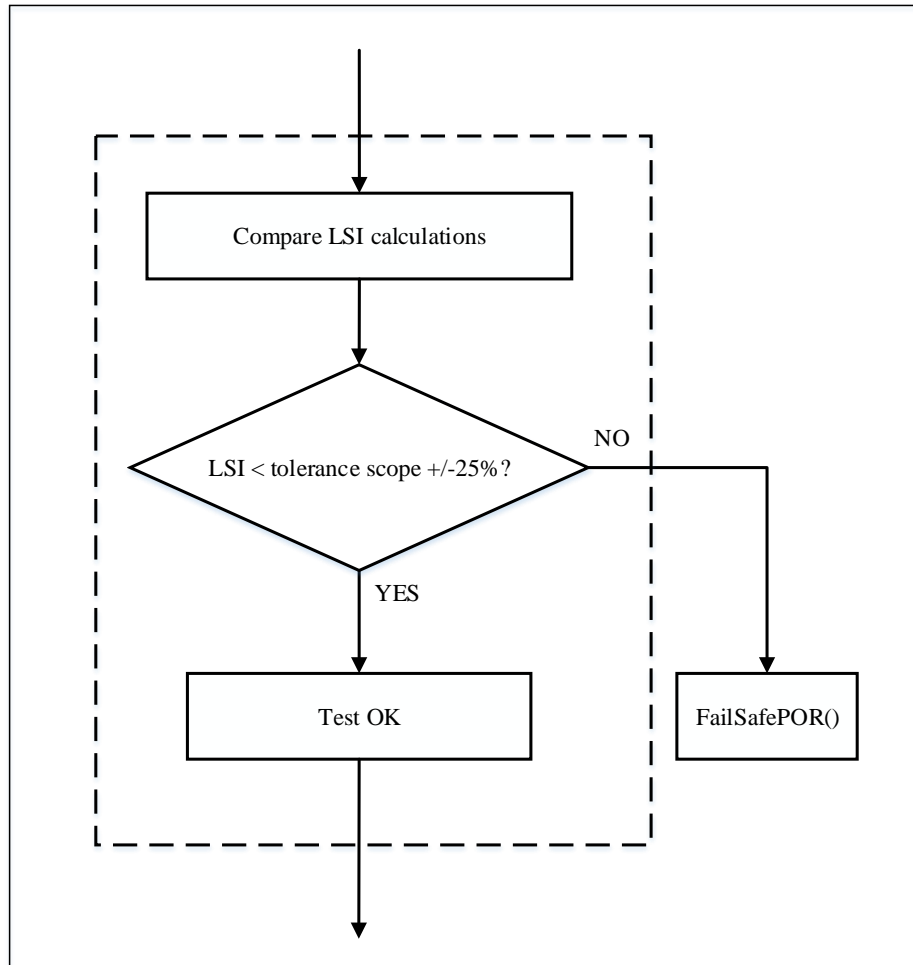 Compare LSI calculations
LSI < tolerance scope +/-25%?
NO
YES
Test OK
FailSafePOR()